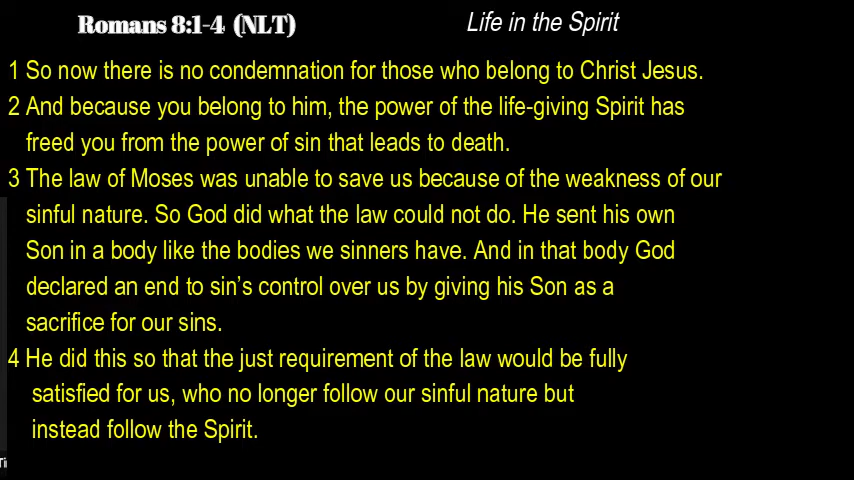 Romans 8:1-4 (NLT) Life in the Spirit
1 So now there is no condemnation for those who belong to Christ Jesus.
2 And because you belong to him, the power of the life-giving Spirit has
freed you from the power of sin that leads to death.
3 The law of Moses was unable to save us because of the weakness of our
sinful nature. So God did what the law could not do. He sent his own
Son in a body like the bodies we sinners have. And in that body God
declared an end to sin’s control over us by giving his Son as a
sacrifice for our sins.
4 He did this so that the just requirement of the law would be fully
satisfied for us, who no longer follow our sinful nature but
instead follow the Spirit.